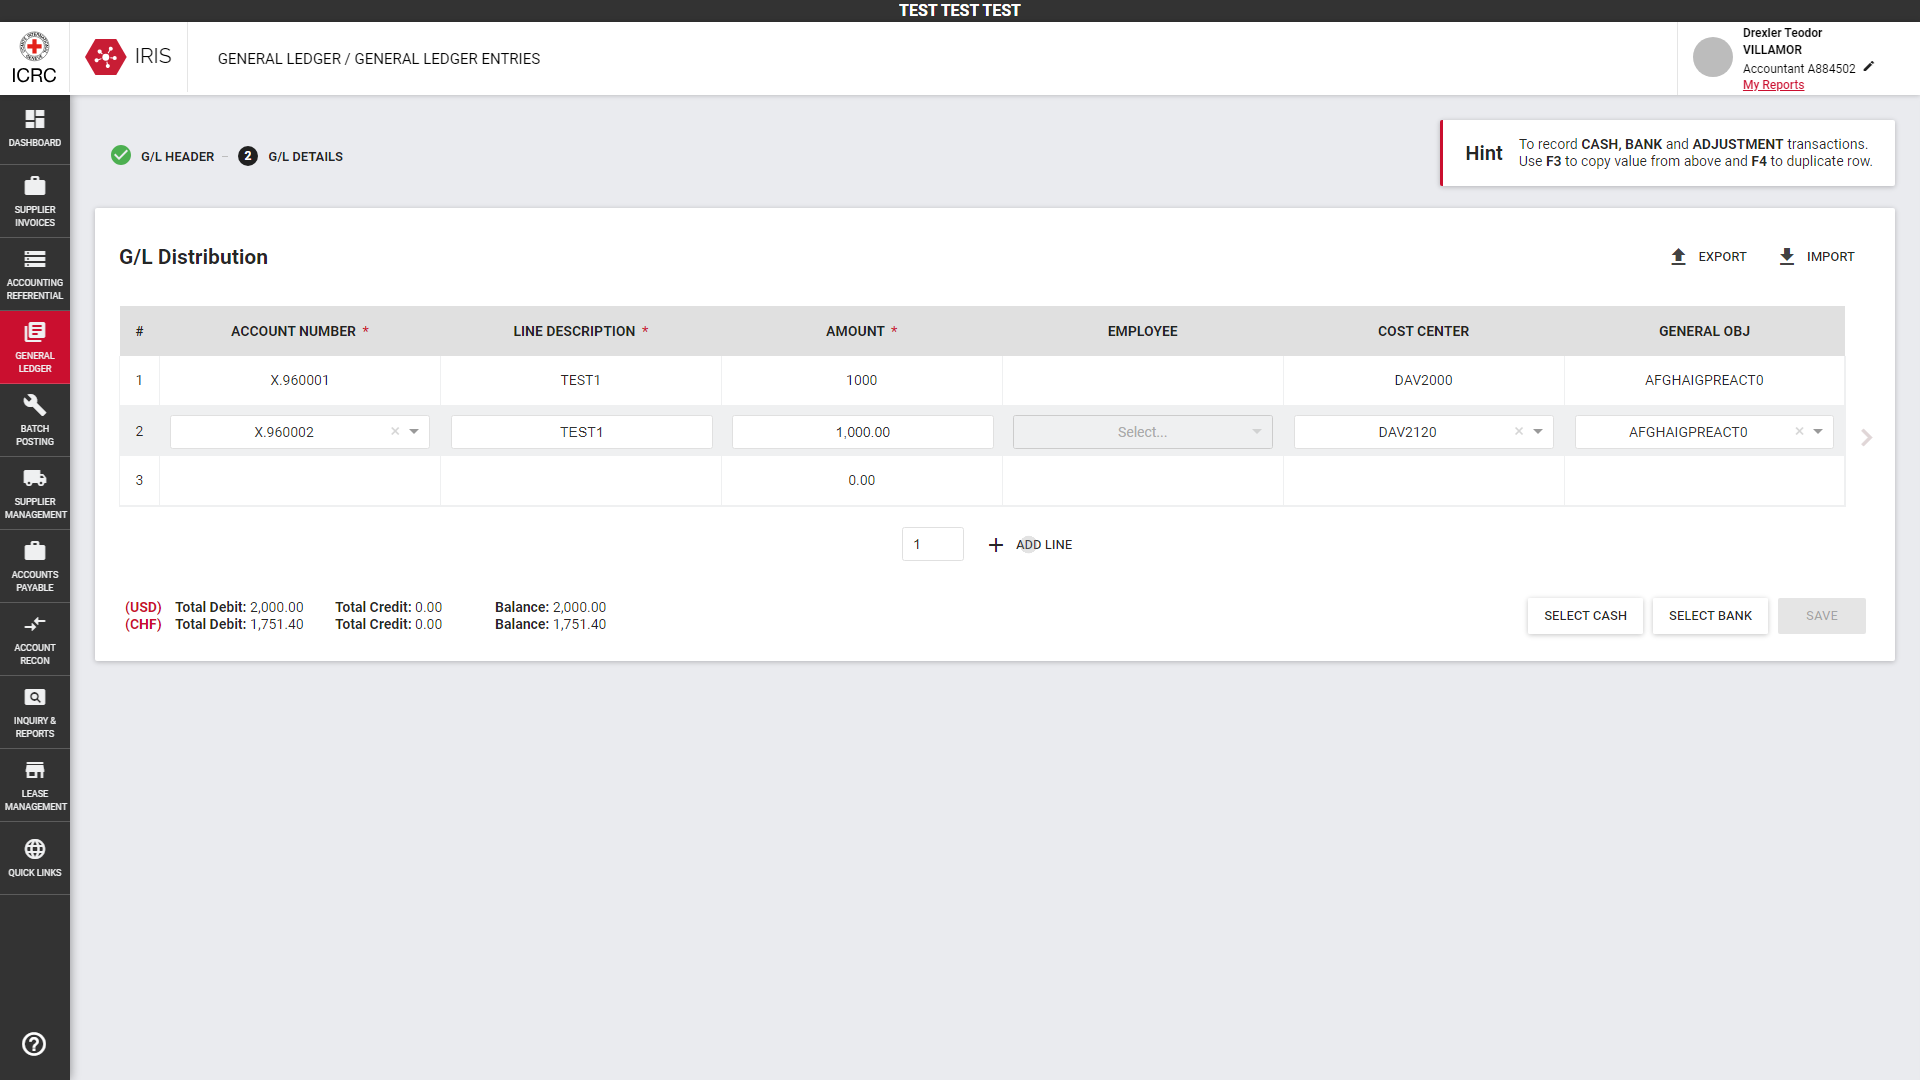 TEST TEST TEST
ICRC
IRIS
GENERAL LEDGER / GENERAL LEDGER ENTRIES
Drexler Teodor
VILLAMOR
Accountant A884502
My Reports
DASHBOARD
SUPPLIER
INVOICES
ACCOUNTING
REFERENTIAL
GENERAL
LEDGER
BATCH
POSTING
SUPPLIER
MANAGEMENT
ACCOUNTS
PAYABLE
ACCOUNT
RECON
INQUIRY &
REPORTS
LEASE
MANAGEMENT
QUICK LINKS
G/L HEADER – 2 G/L DETAILS
Hint
To record CASH, BANK and ADJUSTMENT transactions.
Use F3 to copy value from above and F4 to duplicate row.
G/L Distribution
EXPORT IMPORT
# ACCOUNT NUMBER * LINE DESCRIPTION * AMOUNT * EMPLOYEE COST CENTER GENERAL OBJ
1 X.960001 TEST1 1000 DAV2000 AFGHAIGPREACT0
2 X.960002 × TEST1 1,000.00 Select... DAV2120 × AFGHAIGPREACT0 ×
3 0.00
1 + ADD LINE
(USD) Total Debit: 2,000.00 Total Credit: 0.00 Balance: 2,000.00
(CHF) Total Debit: 1,751.40 Total Credit: 0.00 Balance: 1,751.40
SELECT CASH SELECT BANK SAVE